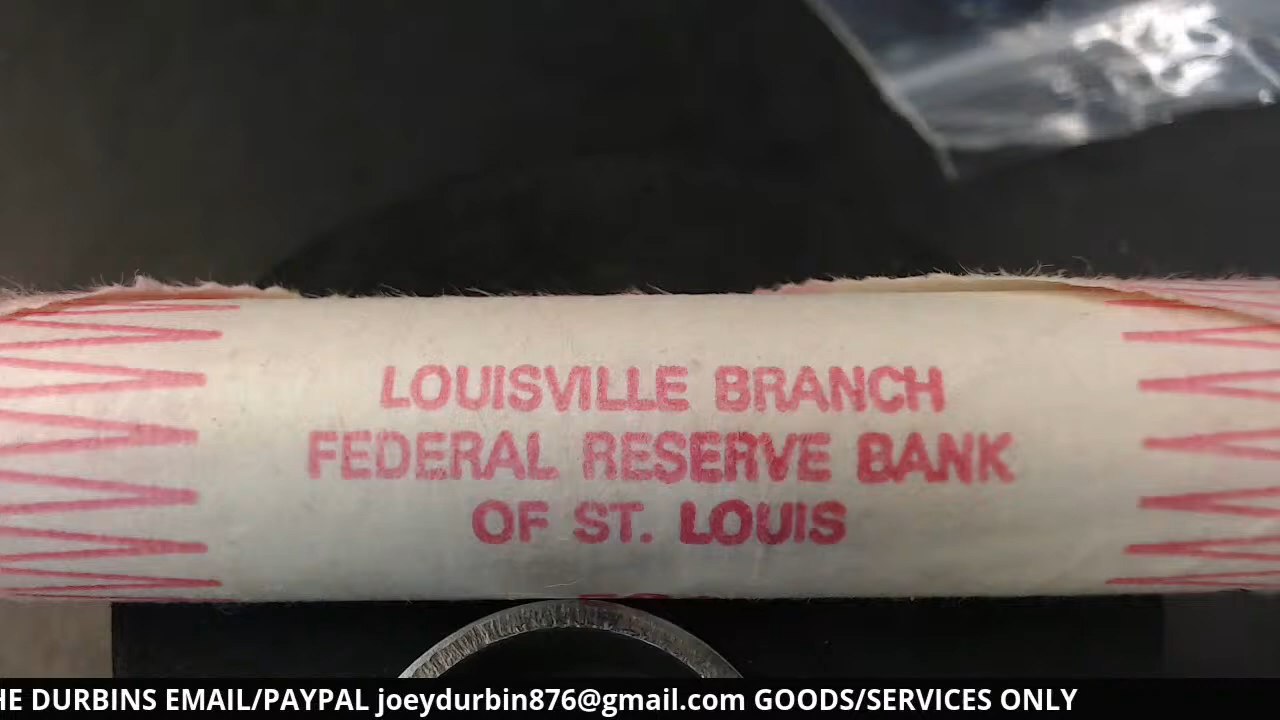 LOUISVILLE BRANCH
FEDERAL RESERVE BANK
OF ST. LOUIS
HE DURBINS EMAIL/PAYPAL joeydurbin876@gmail.com GOODS/SERVICES ONLY